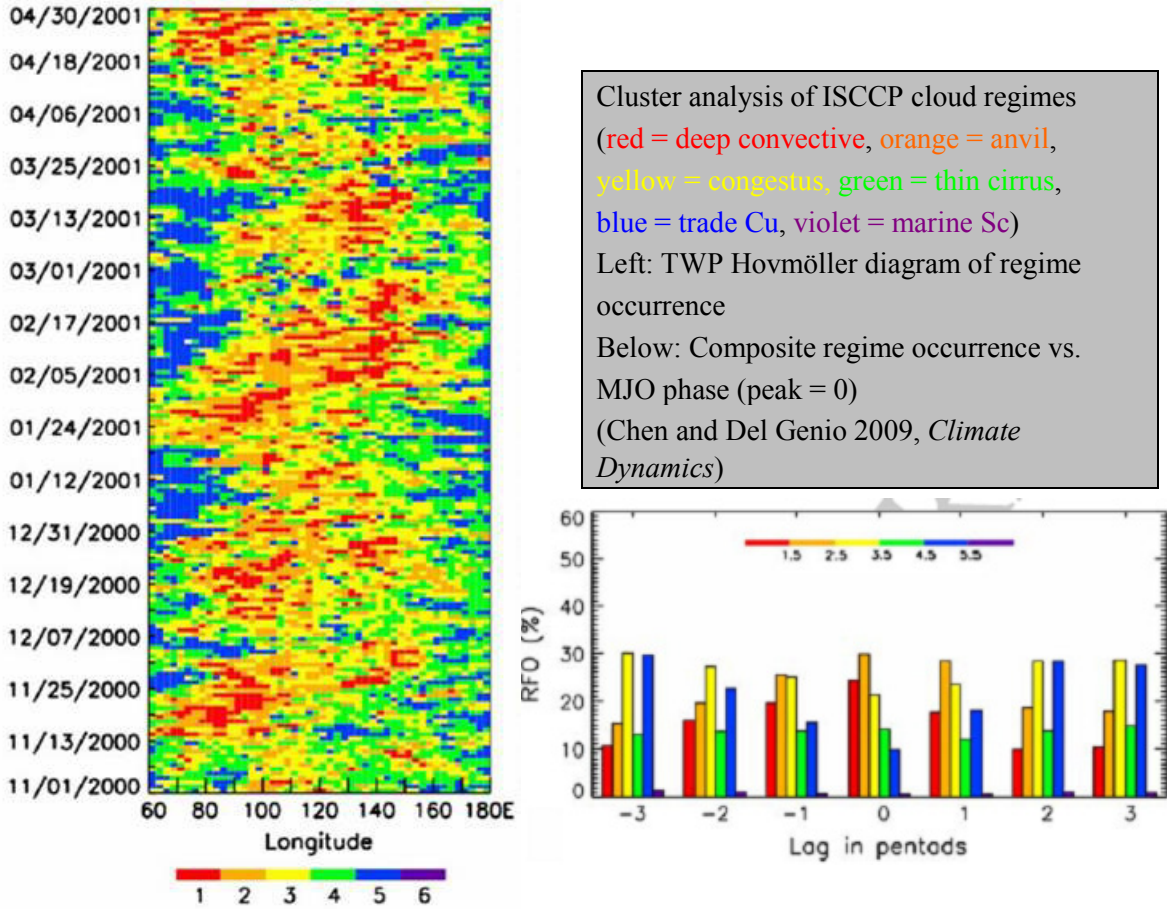 04/30/2001
04/18/2001
04/06/2001
03/25/2001
03/13/2001
03/01/2001
02/17/2001
02/05/2001
01/24/2001
01/12/2001
12/31/2000
12/19/2000
12/07/2000
11/25/2000
11/13/2000
11/01/2000
60 80 100 120 140 160 180E
Longitude
1 2 3 4 5 6
Cluster analysis of ISCCP cloud regimes
(red = deep convective, orange = anvil,
yellow = congestus, green = thin cirrus,
blue = trade Cu, violet = marine Sc)
Left: TWP Hovmöller diagram of regime
occurrence
Below: Composite regime occurrence vs.
MJO phase (peak = 0)
(Chen and Del Genio 2009, Climate
Dynamics)
60
50
40
30
20
10
0
RFO (%)
1.5 2.5 3.5 4.5 5.5
-3 -2 -1 0 1 2 3
Lag in pentads